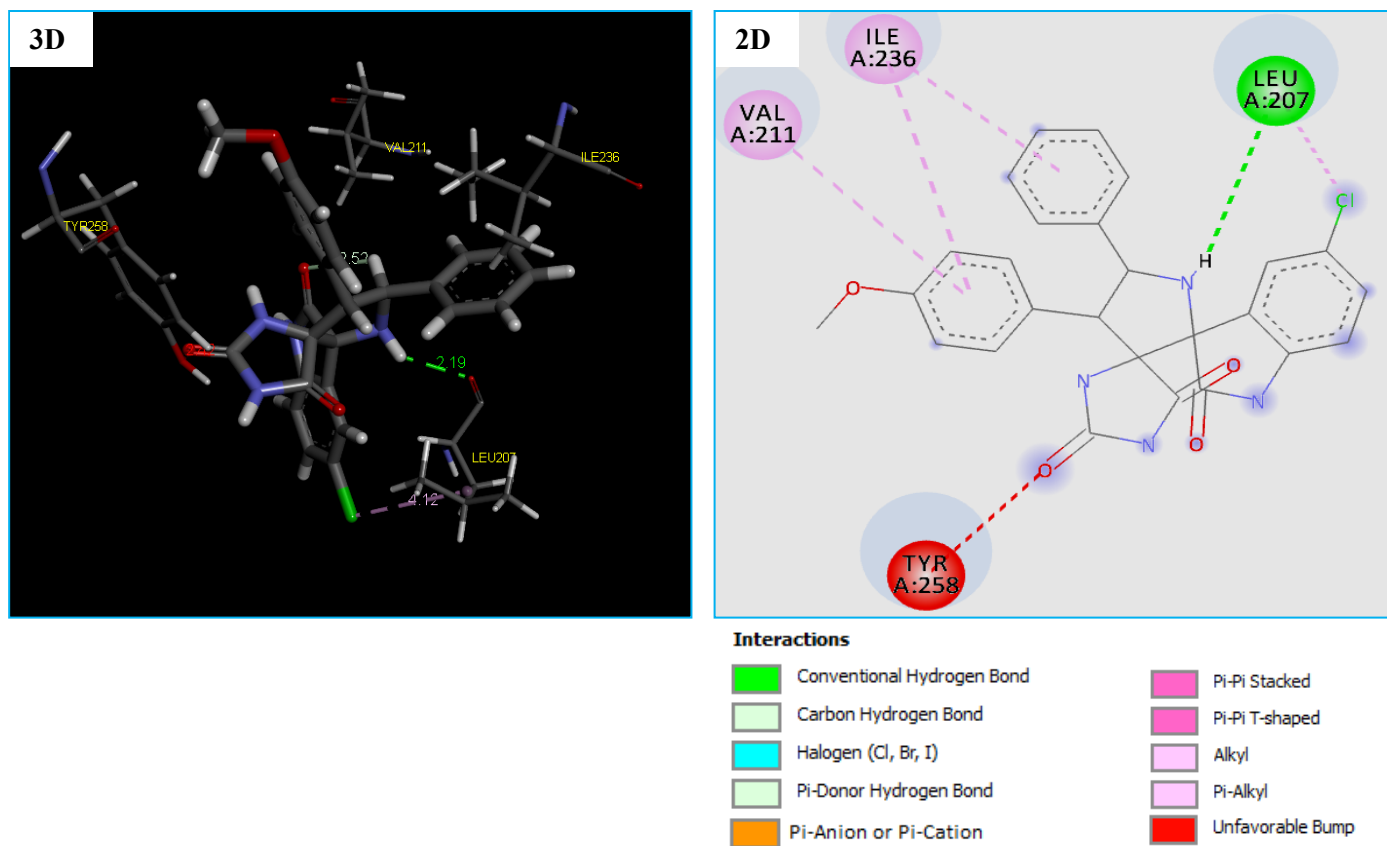 3D
VAL211
ILE236
TYR258
2.52
2.19
LEU207
4.12
2D
ILE
A:236
LEU
A:207
VAL
A:211
Cl
H
N
O
O
N
O
N
N
O
TYR
A:258
Interactions
Conventional Hydrogen Bond
Carbon Hydrogen Bond
Halogen (Cl, Br, I)
Pi-Donor Hydrogen Bond
Pi-Anion or Pi-Cation
Pi-Pi Stacked
Pi-Pi T-shaped
Alkyl
Pi-Alkyl
Unfavorable Bump